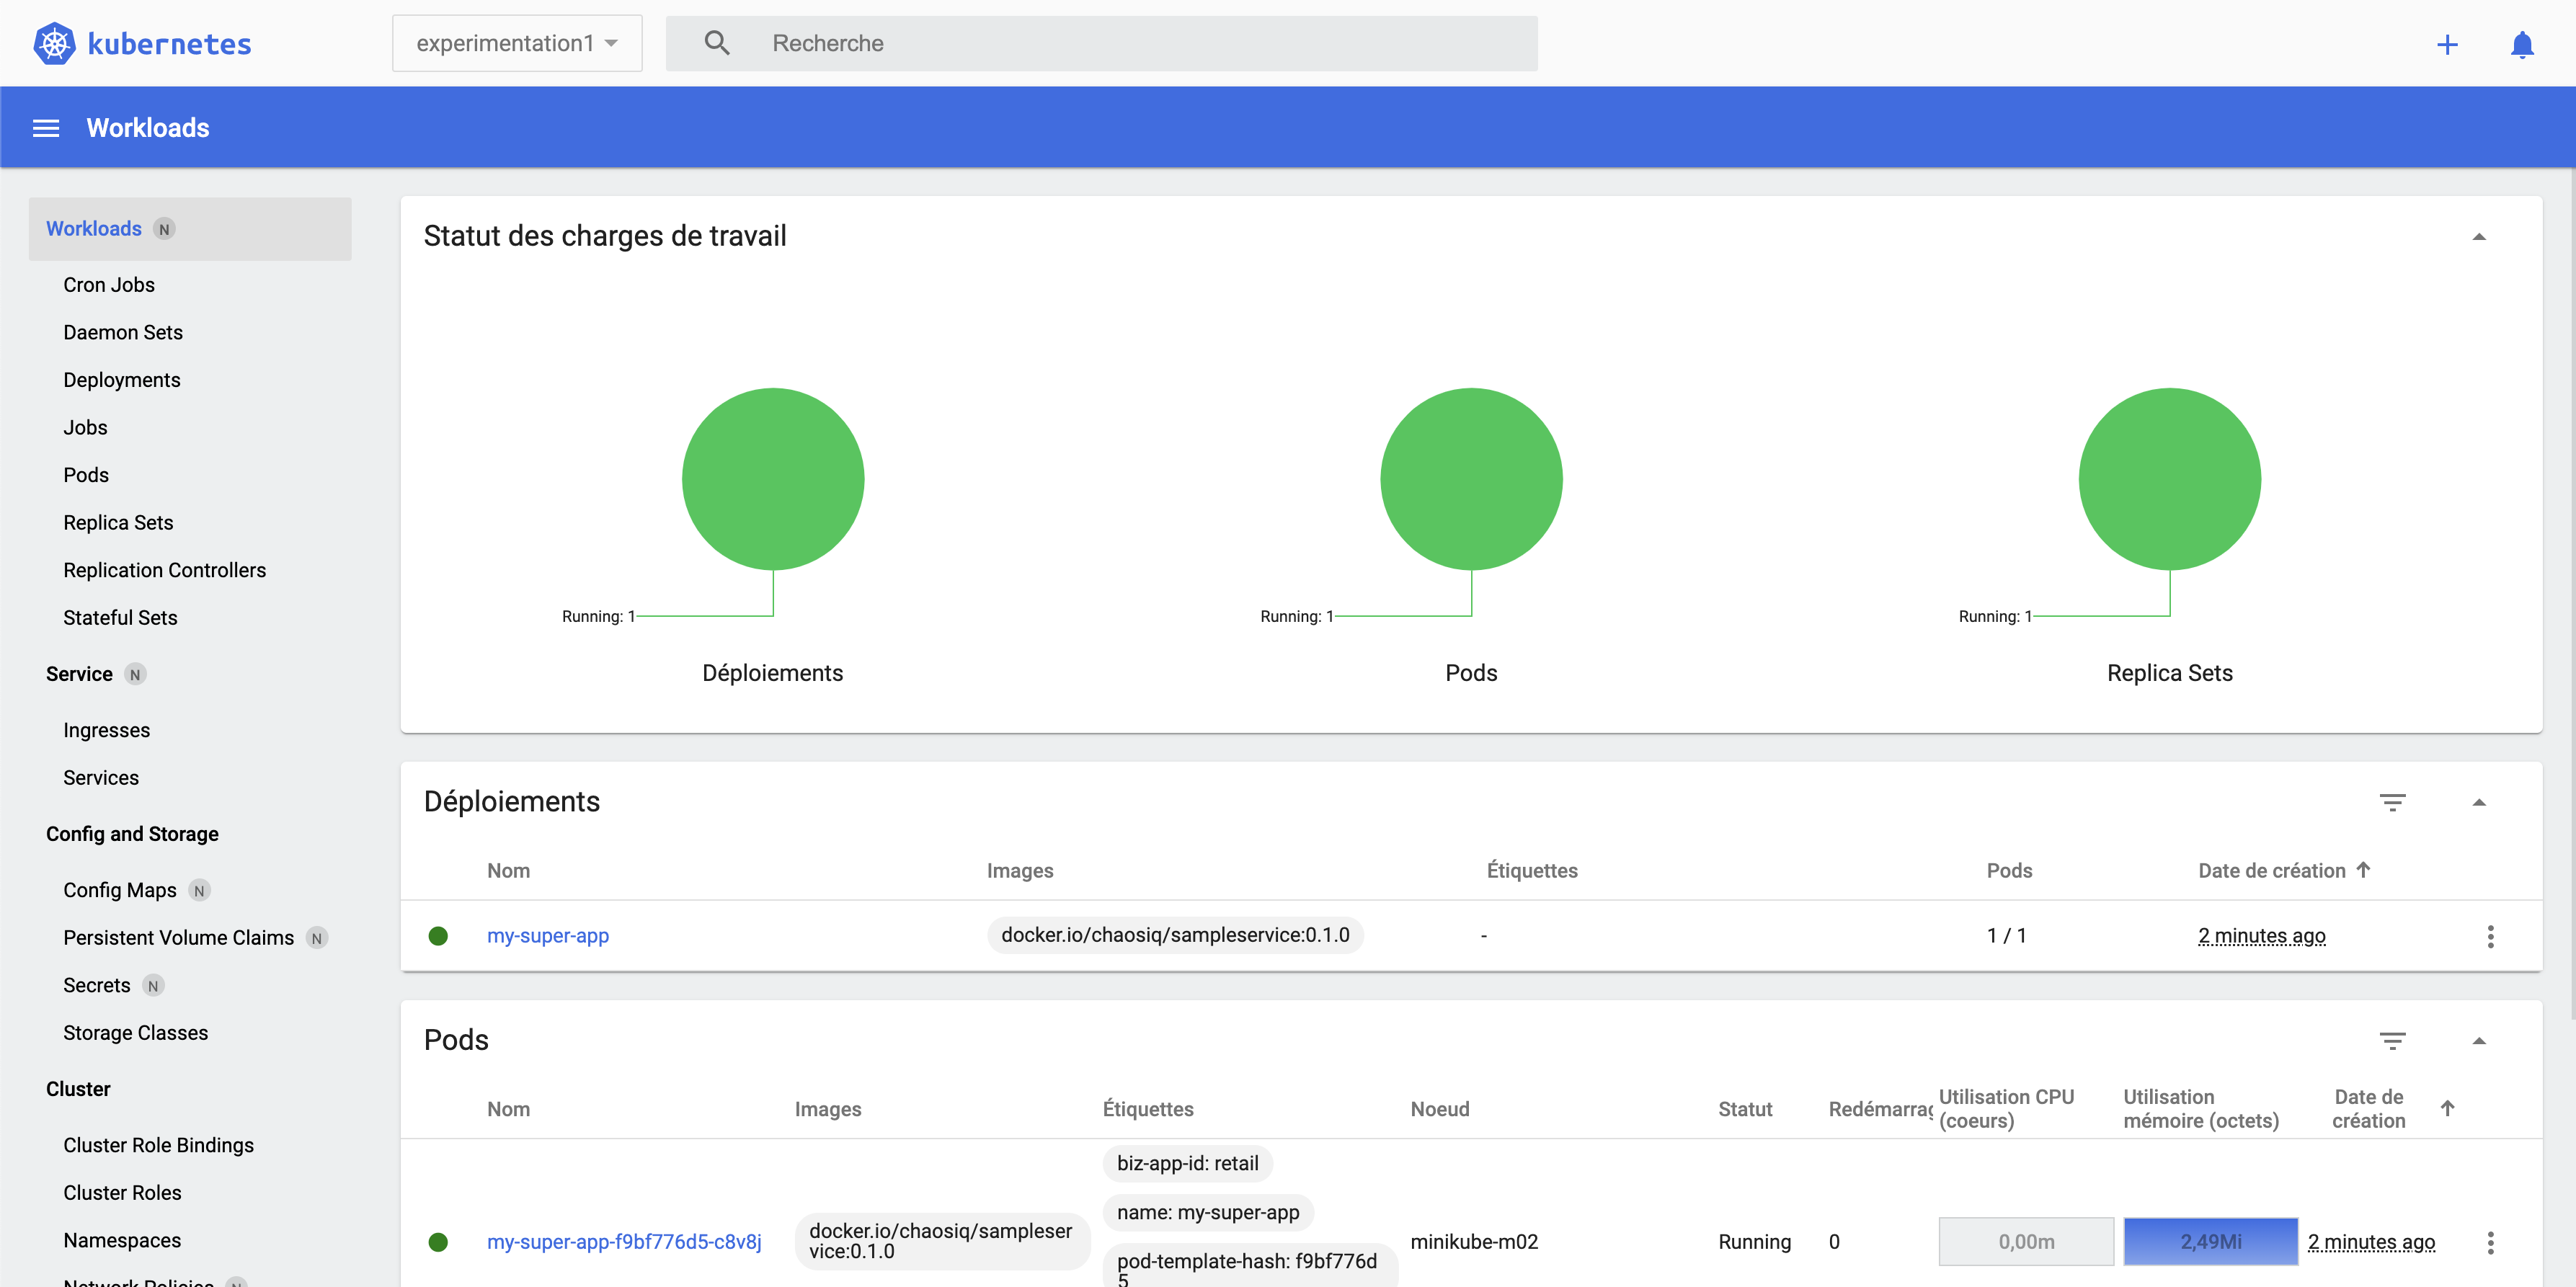 kubernetes
experimentation1
Recherche
Workloads
Workloads N
Cron Jobs
Daemon Sets
Deployments
Jobs
Pods
Replica Sets
Replication Controllers
Stateful Sets
Service N
Ingresses
Services
Config and Storage
Config Maps N
Persistent Volume Claims N
Secrets N
Storage Classes
Cluster
Cluster Role Bindings
Cluster Roles
Namespaces
Network Policies N
Statut des charges de travail
Running: 1
Running: 1
Running: 1
Déploiements
Pods
Replica Sets
Déploiements
Nom Images Étiquettes Pods Date de création
my-super-app docker.io/chaosiq/sampleservice:0.1.0 - 1 / 1 2 minutes ago
Pods
Nom Images Étiquettes Noeud Statut Redémarrag Utilisation CPU
(coeurs)
Utilisation
mémoire (octets)
Date de
création
my-super-app-f9bf776d5-c8v8j
docker.io/chaosiq/sampleser
vice:0.1.0
biz-app-id: retail
name: my-super-app
pod-template-hash: f9bf776d
5
minikube-m02 Running 0 0,00m 2,49Mi 2 minutes ago